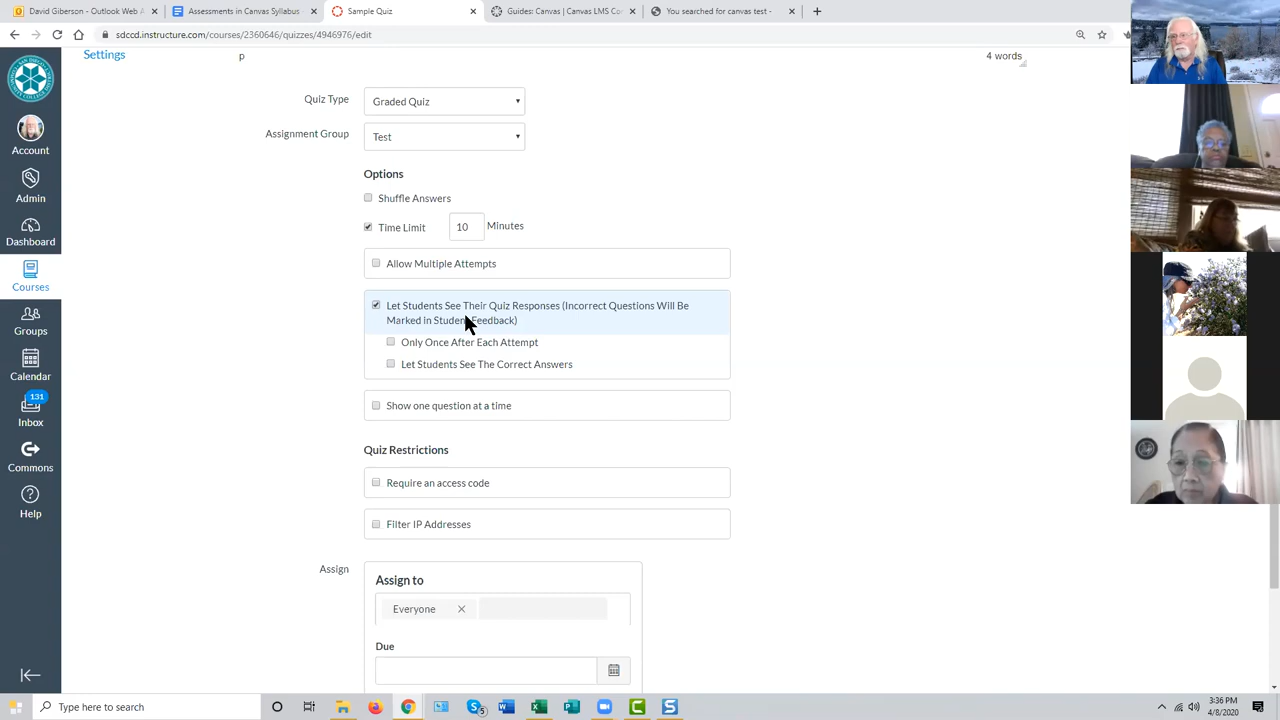 David Giberson - Outlook Web A
Assessments in Canvas Syllabus
Sample Quiz
Guides: Canvas | Canvas LMS Co
You searched for canvas test -
sdccd.instructure.com/courses/2360646/quizzes/4946976/edit
Settings
p
4 words
Account
Admin
Dashboard
Courses
Groups
Calendar
131
Inbox
Commons
Help
Quiz Type
Graded Quiz
Assignment Group
Test
Options
Shuffle Answers
Time Limit 10 Minutes
Allow Multiple Attempts
Let Students See Their Quiz Responses (Incorrect Questions Will Be
Marked in Student Feedback)
Only Once After Each Attempt
Let Students See The Correct Answers
Show one question at a time
Quiz Restrictions
Require an access code
Filter IP Addresses
Assign
Assign to
Everyone
Due
Type here to search
5
3:36 PM
4/8/2020